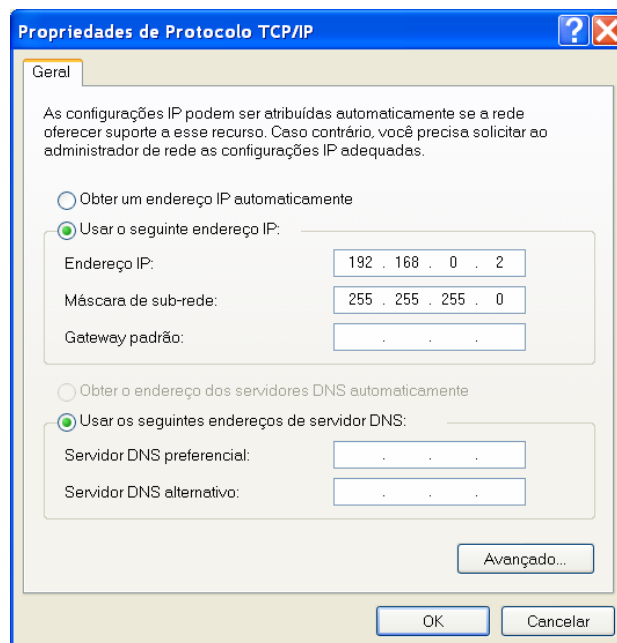 Propriedades de Protocolo TCP/IP
Geral
As configurações IP podem ser atribuídas automaticamente se a rede
oferecer suporte a esse recurso. Caso contrário, você precisa solicitar ao
administrador de rede as configurações IP adequadas.
Obter um endereço IP automaticamente
Usar o seguinte endereço IP:
Endereço IP: 192 . 168 . 0 . 2
Máscara de sub-rede: 255 . 255 . 255 . 0
Gateway padrão: . . .
Obter o endereço dos servidores DNS automaticamente
Usar os seguintes endereços de servidor DNS:
Servidor DNS preferencial: . . .
Servidor DNS alternativo: . . .
Avançado...
OK Cancelar